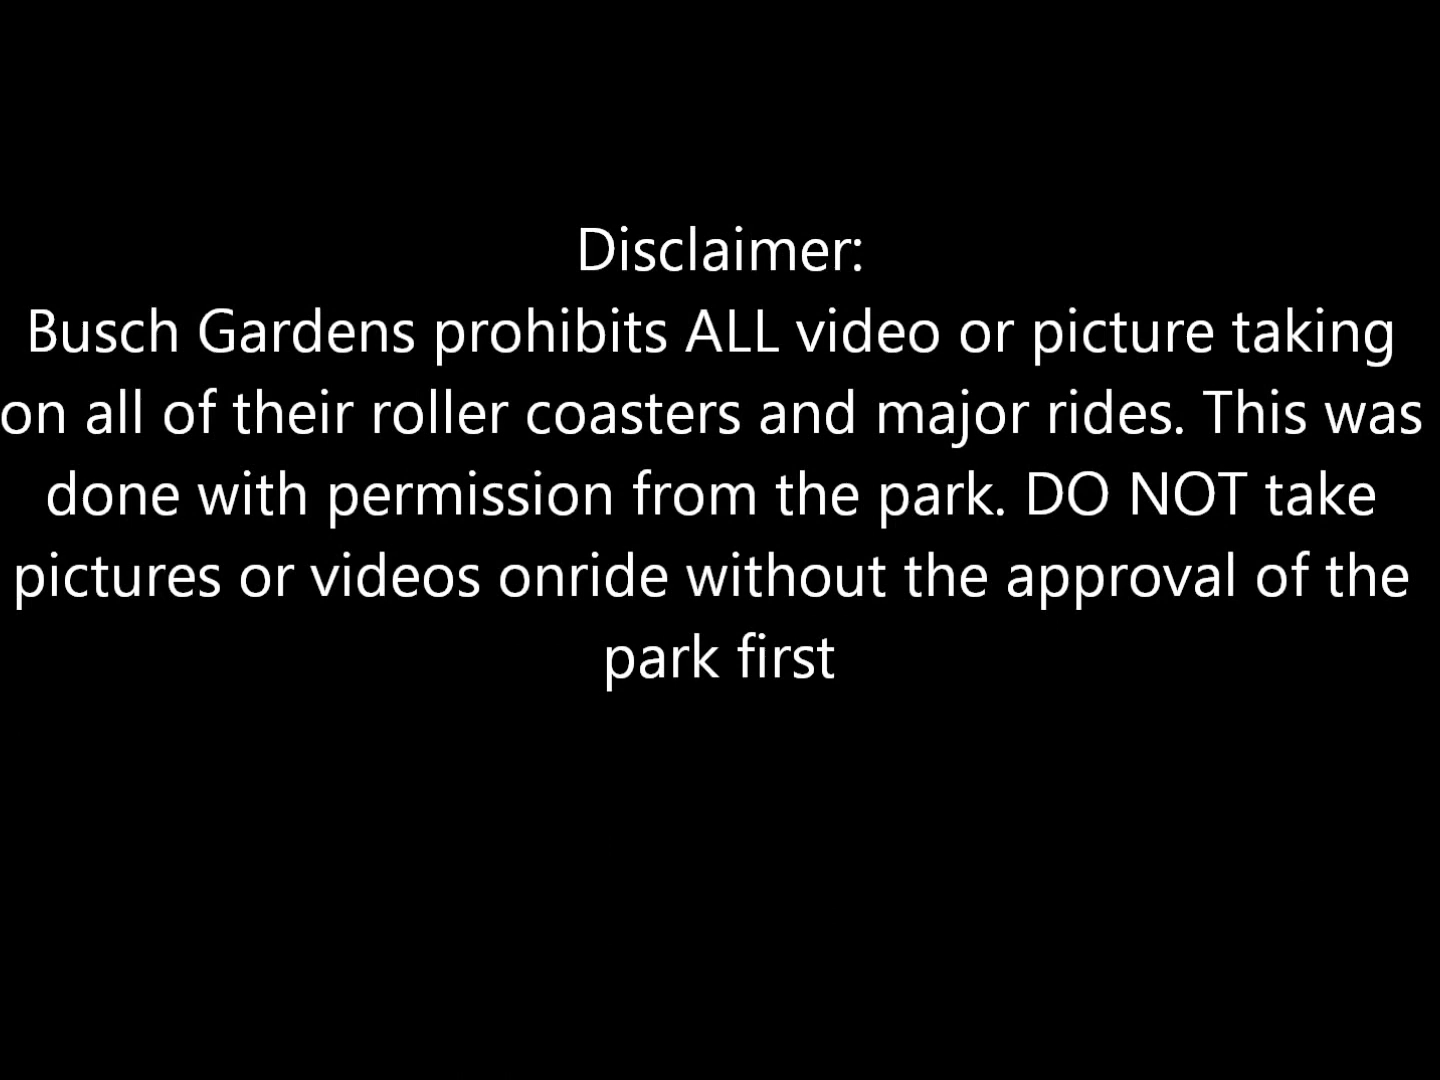 Disclaimer:
Busch Gardens prohibits ALL video or picture taking
on all of their roller coasters and major rides. This was
done with permission from the park. DO NOT take
pictures or videos onride without the approval of the
park first